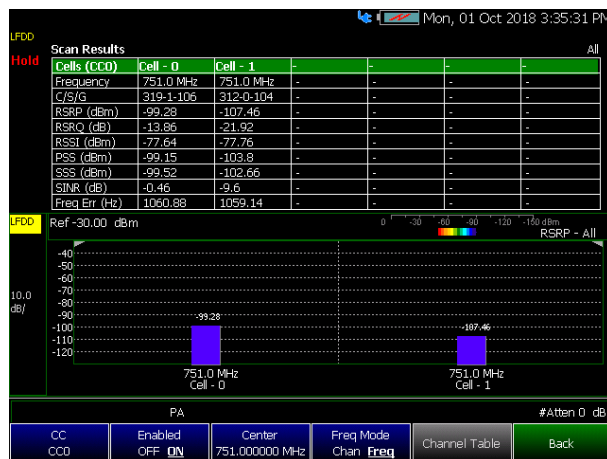 Mon, 01 Oct 2018 3:35:31 PM
LFDD
Hold
Scan Results All
Cells (CC0) Cell - 0 Cell - 1 - - - -
Frequency 751.0 MHz 751.0 MHz - - - -
C/S/G 319-1-106 312-0-104 - - - -
RSRP (dBm) -99.28 -107.46 - - - -
RSRQ (dB) -13.86 -21.92 - - - -
RSSI (dBm) -77.64 -77.76 - - - -
PSS (dBm) -99.15 -103.8 - - - -
SSS (dBm) -99.52 -102.66 - - - -
SINR (dB) -0.46 -9.6 - - - -
Freq Err (Hz) 1060.88 1059.14 - - - -
LFDD Ref -30.00 dBm 0 -30 -60 -90 -120 -150 dBm
RSRP - All
-40
-50
-60
-70
-80
-90
-100
-110
-120
10.0
dB/
-99.28
-107.46
751.0 MHz 751.0 MHz
Cell - 0 Cell - 1
PA #Atten 0 dB
CC Enabled Center Freq Mode Channel Table Back
CC0 OFF ON 751.000000 MHz Chan Freq